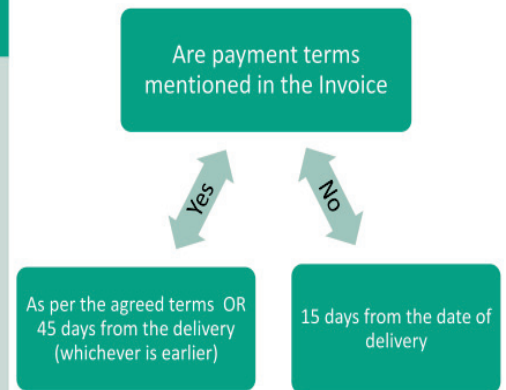 Are payment terms
mentioned in the Invoice
Yes
No
As per the agreed terms OR
45 days from the delivery
(whichever is earlier)
15 days from the date of
delivery